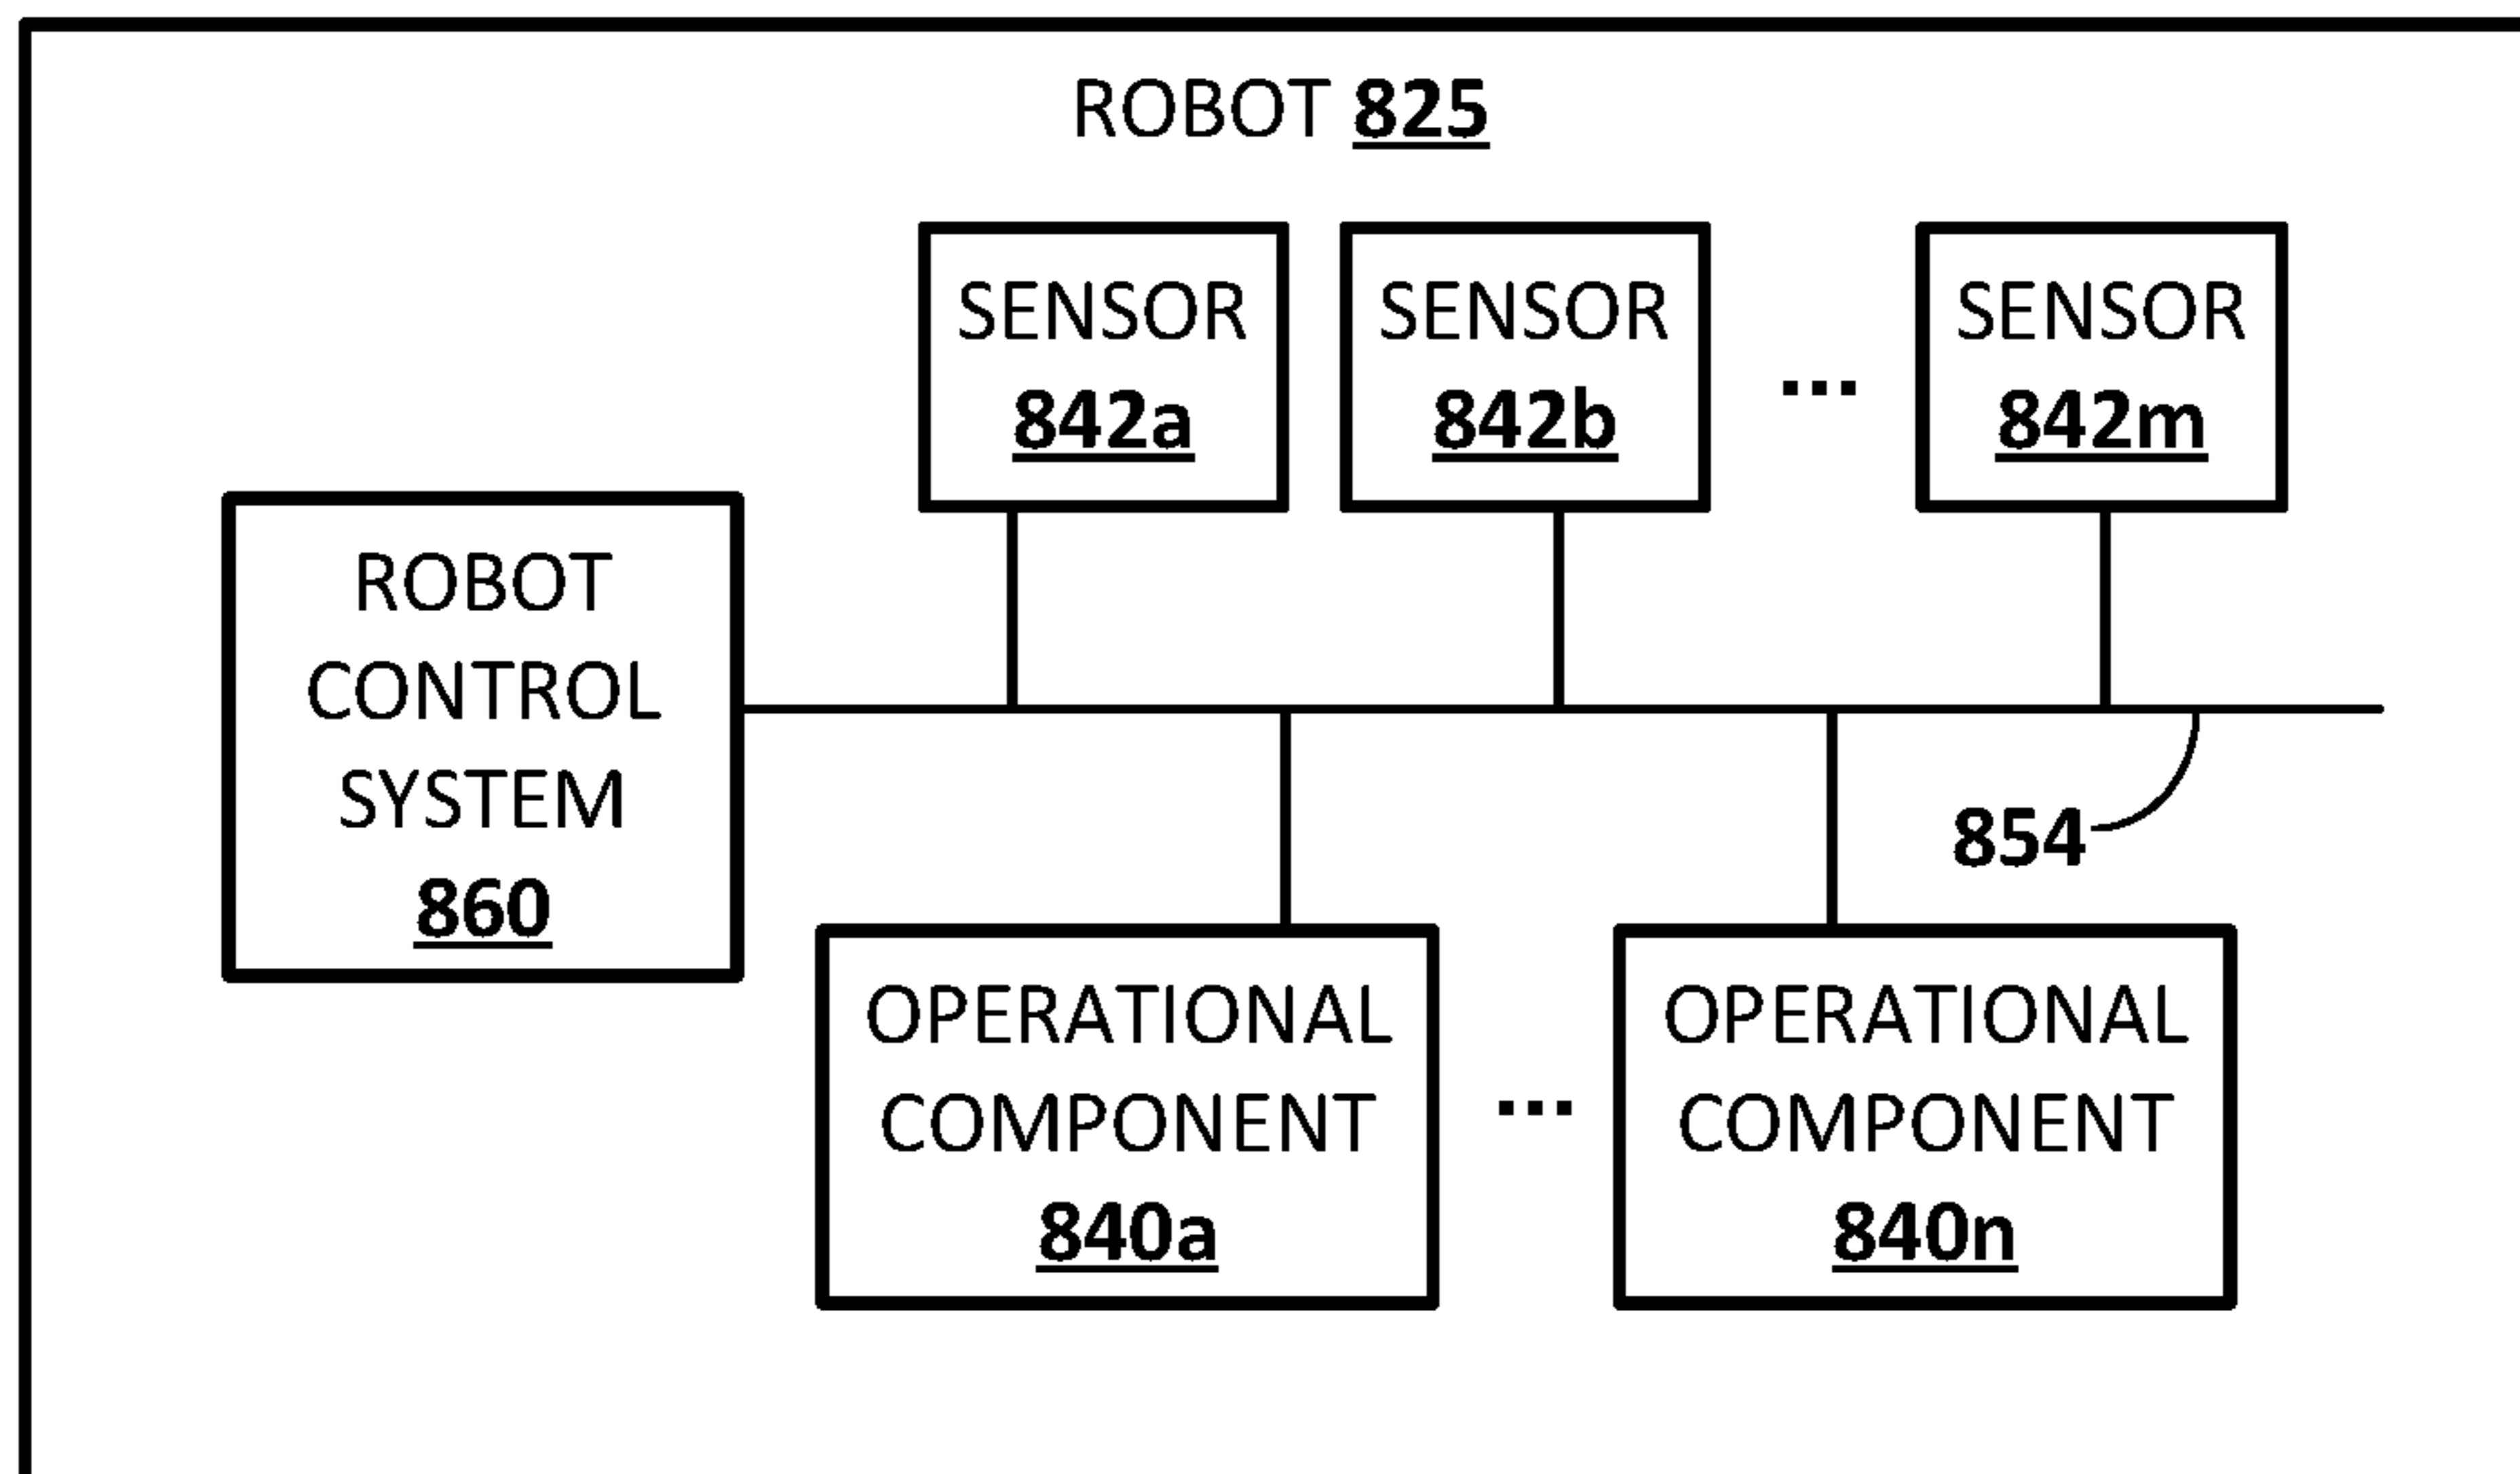 ROBOT 825
SENSOR
842a
SENSOR
842b
...
SENSOR
842m
ROBOT
CONTROL
SYSTEM
860
854
OPERATIONAL
COMPONENT
840a
...
OPERATIONAL
COMPONENT
840n